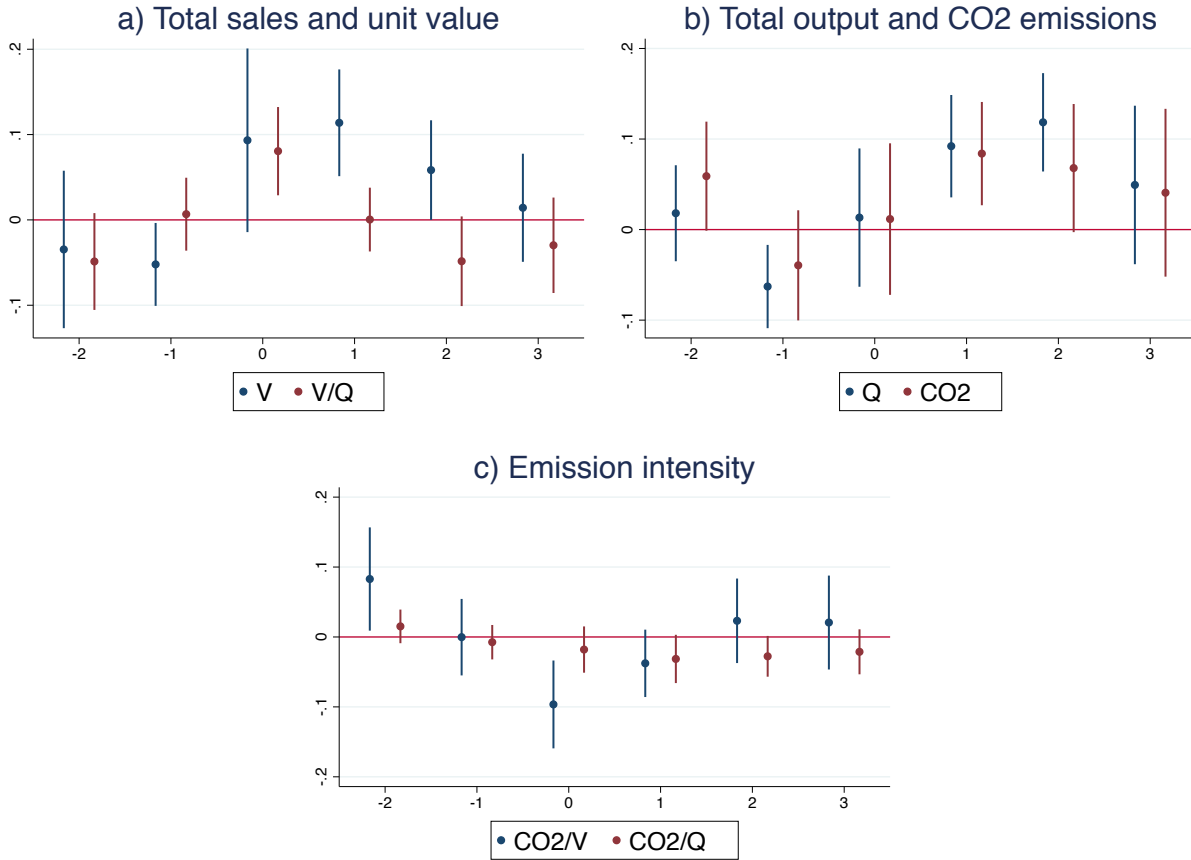 a) Total sales and unit value
.2
.1
0
-.1
-2 -1 0 1 2 3
V V/Q
b) Total output and CO2 emissions
.2
.1
0
-.1
-2 -1 0 1 2 3
Q CO2
c) Emission intensity
.2
.1
0
-.1
-.2
-2 -1 0 1 2 3
CO2/V CO2/Q